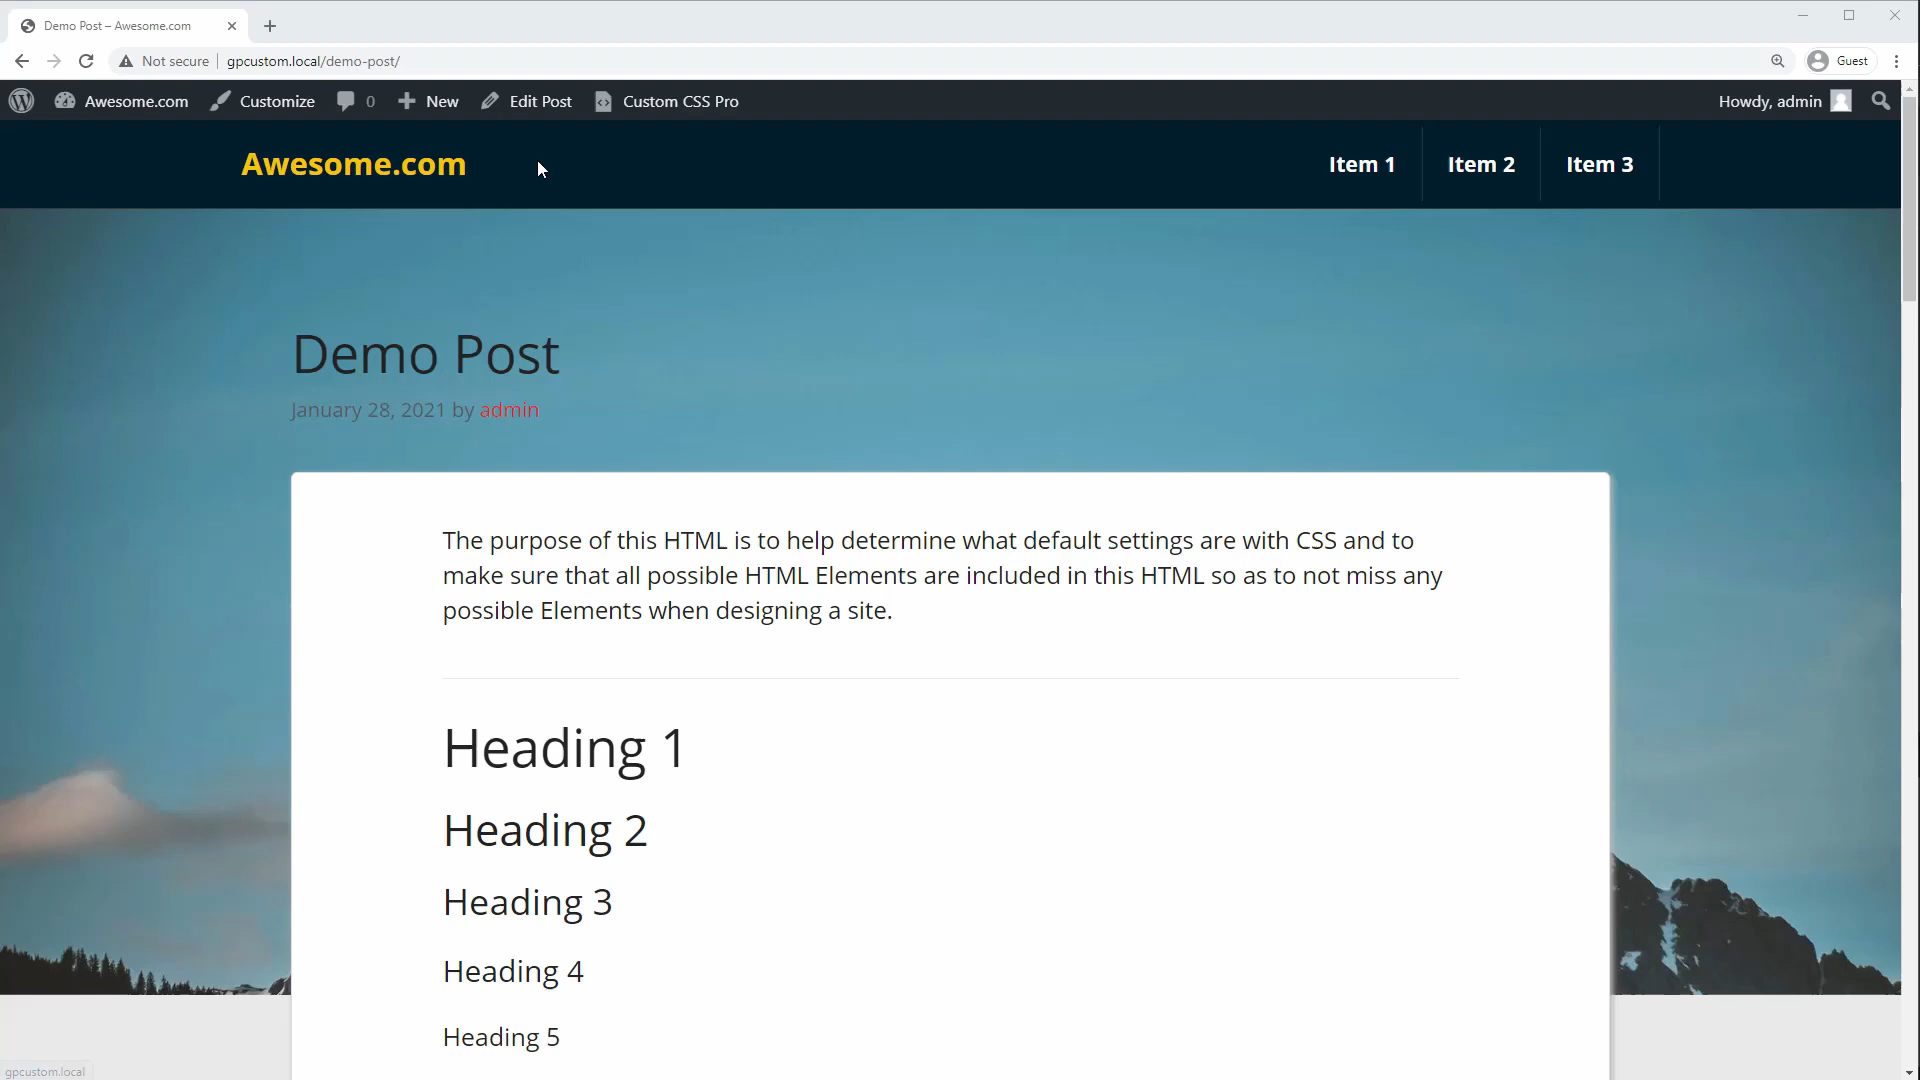 Demo Post – Awesome.com
Not secure gpcustom.local/demo-post/ Guest
Awesome.com Customize 0 New Edit Post Custom CSS Pro Howdy, admin
Awesome.com Item 1 Item 2 Item 3
Demo Post
January 28, 2021 by admin
The purpose of this HTML is to help determine what default settings are with CSS and to
make sure that all possible HTML Elements are included in this HTML so as to not miss any
possible Elements when designing a site.
Heading 1
Heading 2
Heading 3
Heading 4
Heading 5
gpcustom.local